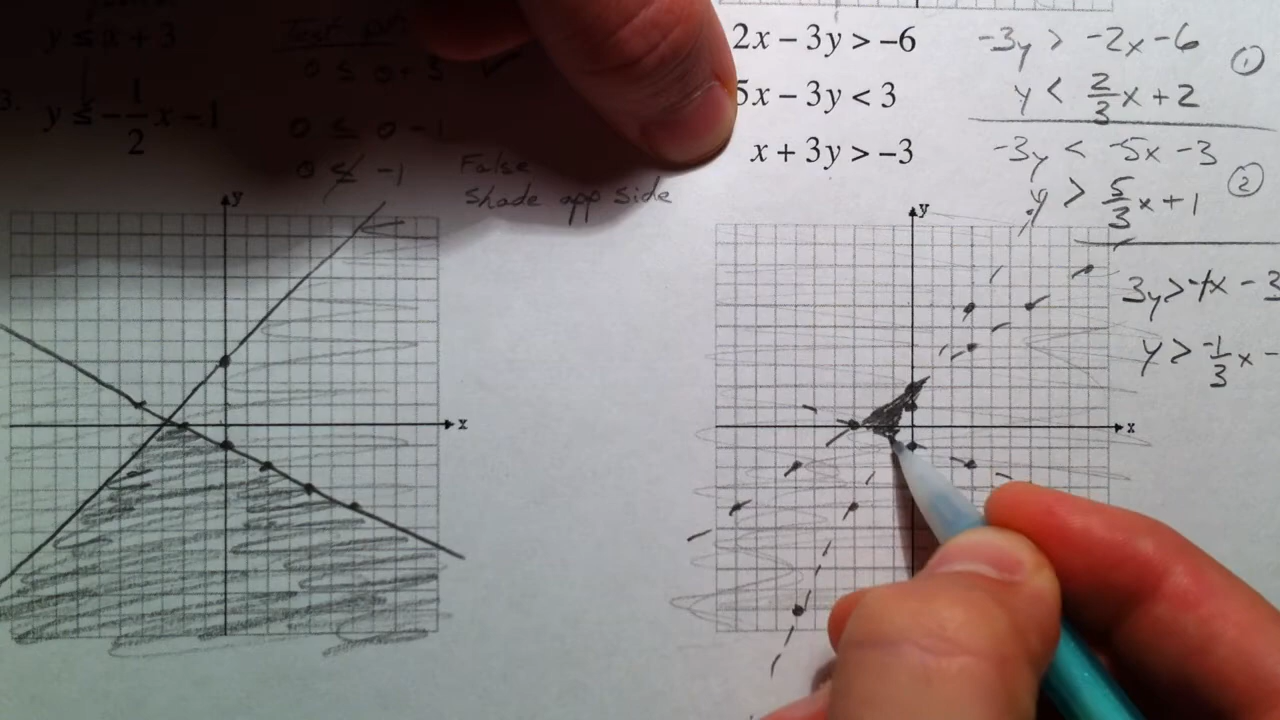 y ≤ x + 3
3. y ≤ -1/2 x - 1
Test
0 ≤ 0 + 3 ✓
0 ≤ 0 - 1
0 ≰ -1 False
Shade opp side
y
x
2x − 3y > −6
5x − 3y < 3
x + 3y > −3
-3y > -2x - 6 ①
y < 2/3 x + 2
-3y < -5x - 3 ②
y > 5/3 x + 1
3y > -1x - 3
y > -1/3 x -
y
x